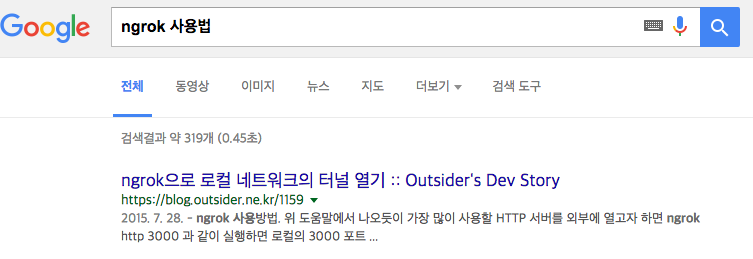 Google ngrok 사용법
전체 동영상 이미지 뉴스 지도 더보기 검색 도구
검색결과 약 319개 (0.45초)
ngrok으로 로컬 네트워크의 터널 열기 :: Outsider's Dev Story
https://blog.outsider.ne.kr/1159
2015. 7. 28. - ngrok 사용방법. 위 도움말에서 나오듯이 가장 많이 사용할 HTTP 서버를 외부에 열고자 하면 ngrok
http 3000 과 같이 실행하면 로컬의 3000 포트 ...